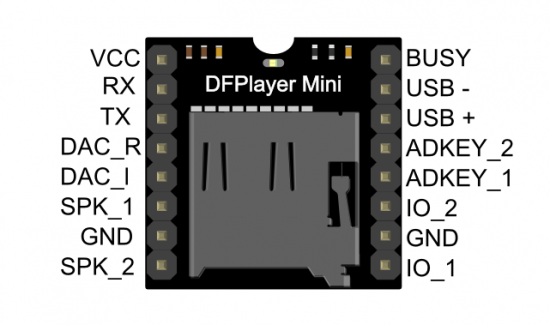 VCC
RX
TX
DAC_R
DAC_I
SPK_1
GND
SPK_2
DFPlayer Mini
BUSY
USB -
USB +
ADKEY_2
ADKEY_1
IO_2
GND
IO_1